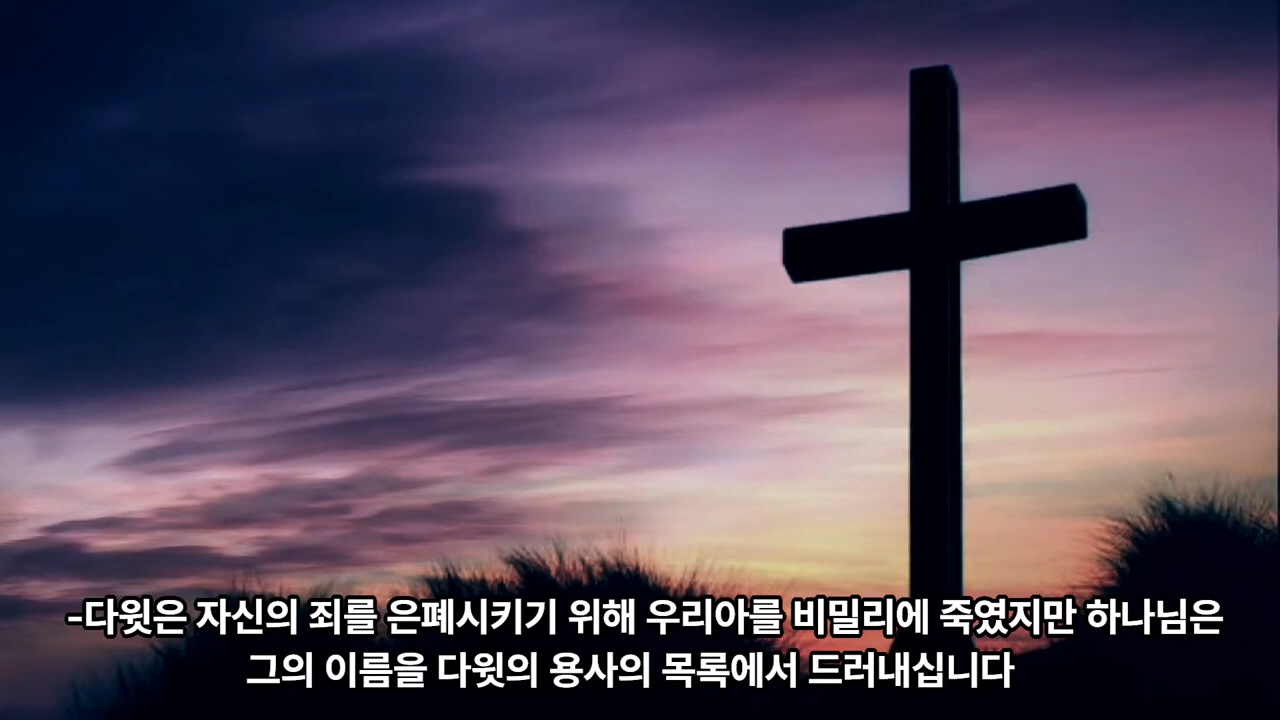 -다윗은 자신의 죄를 은폐시키기 위해 우리아를 비밀리에 죽였지만 하나님은
그의 이름을 다윗의 용사의 목록에서 드러내십니다